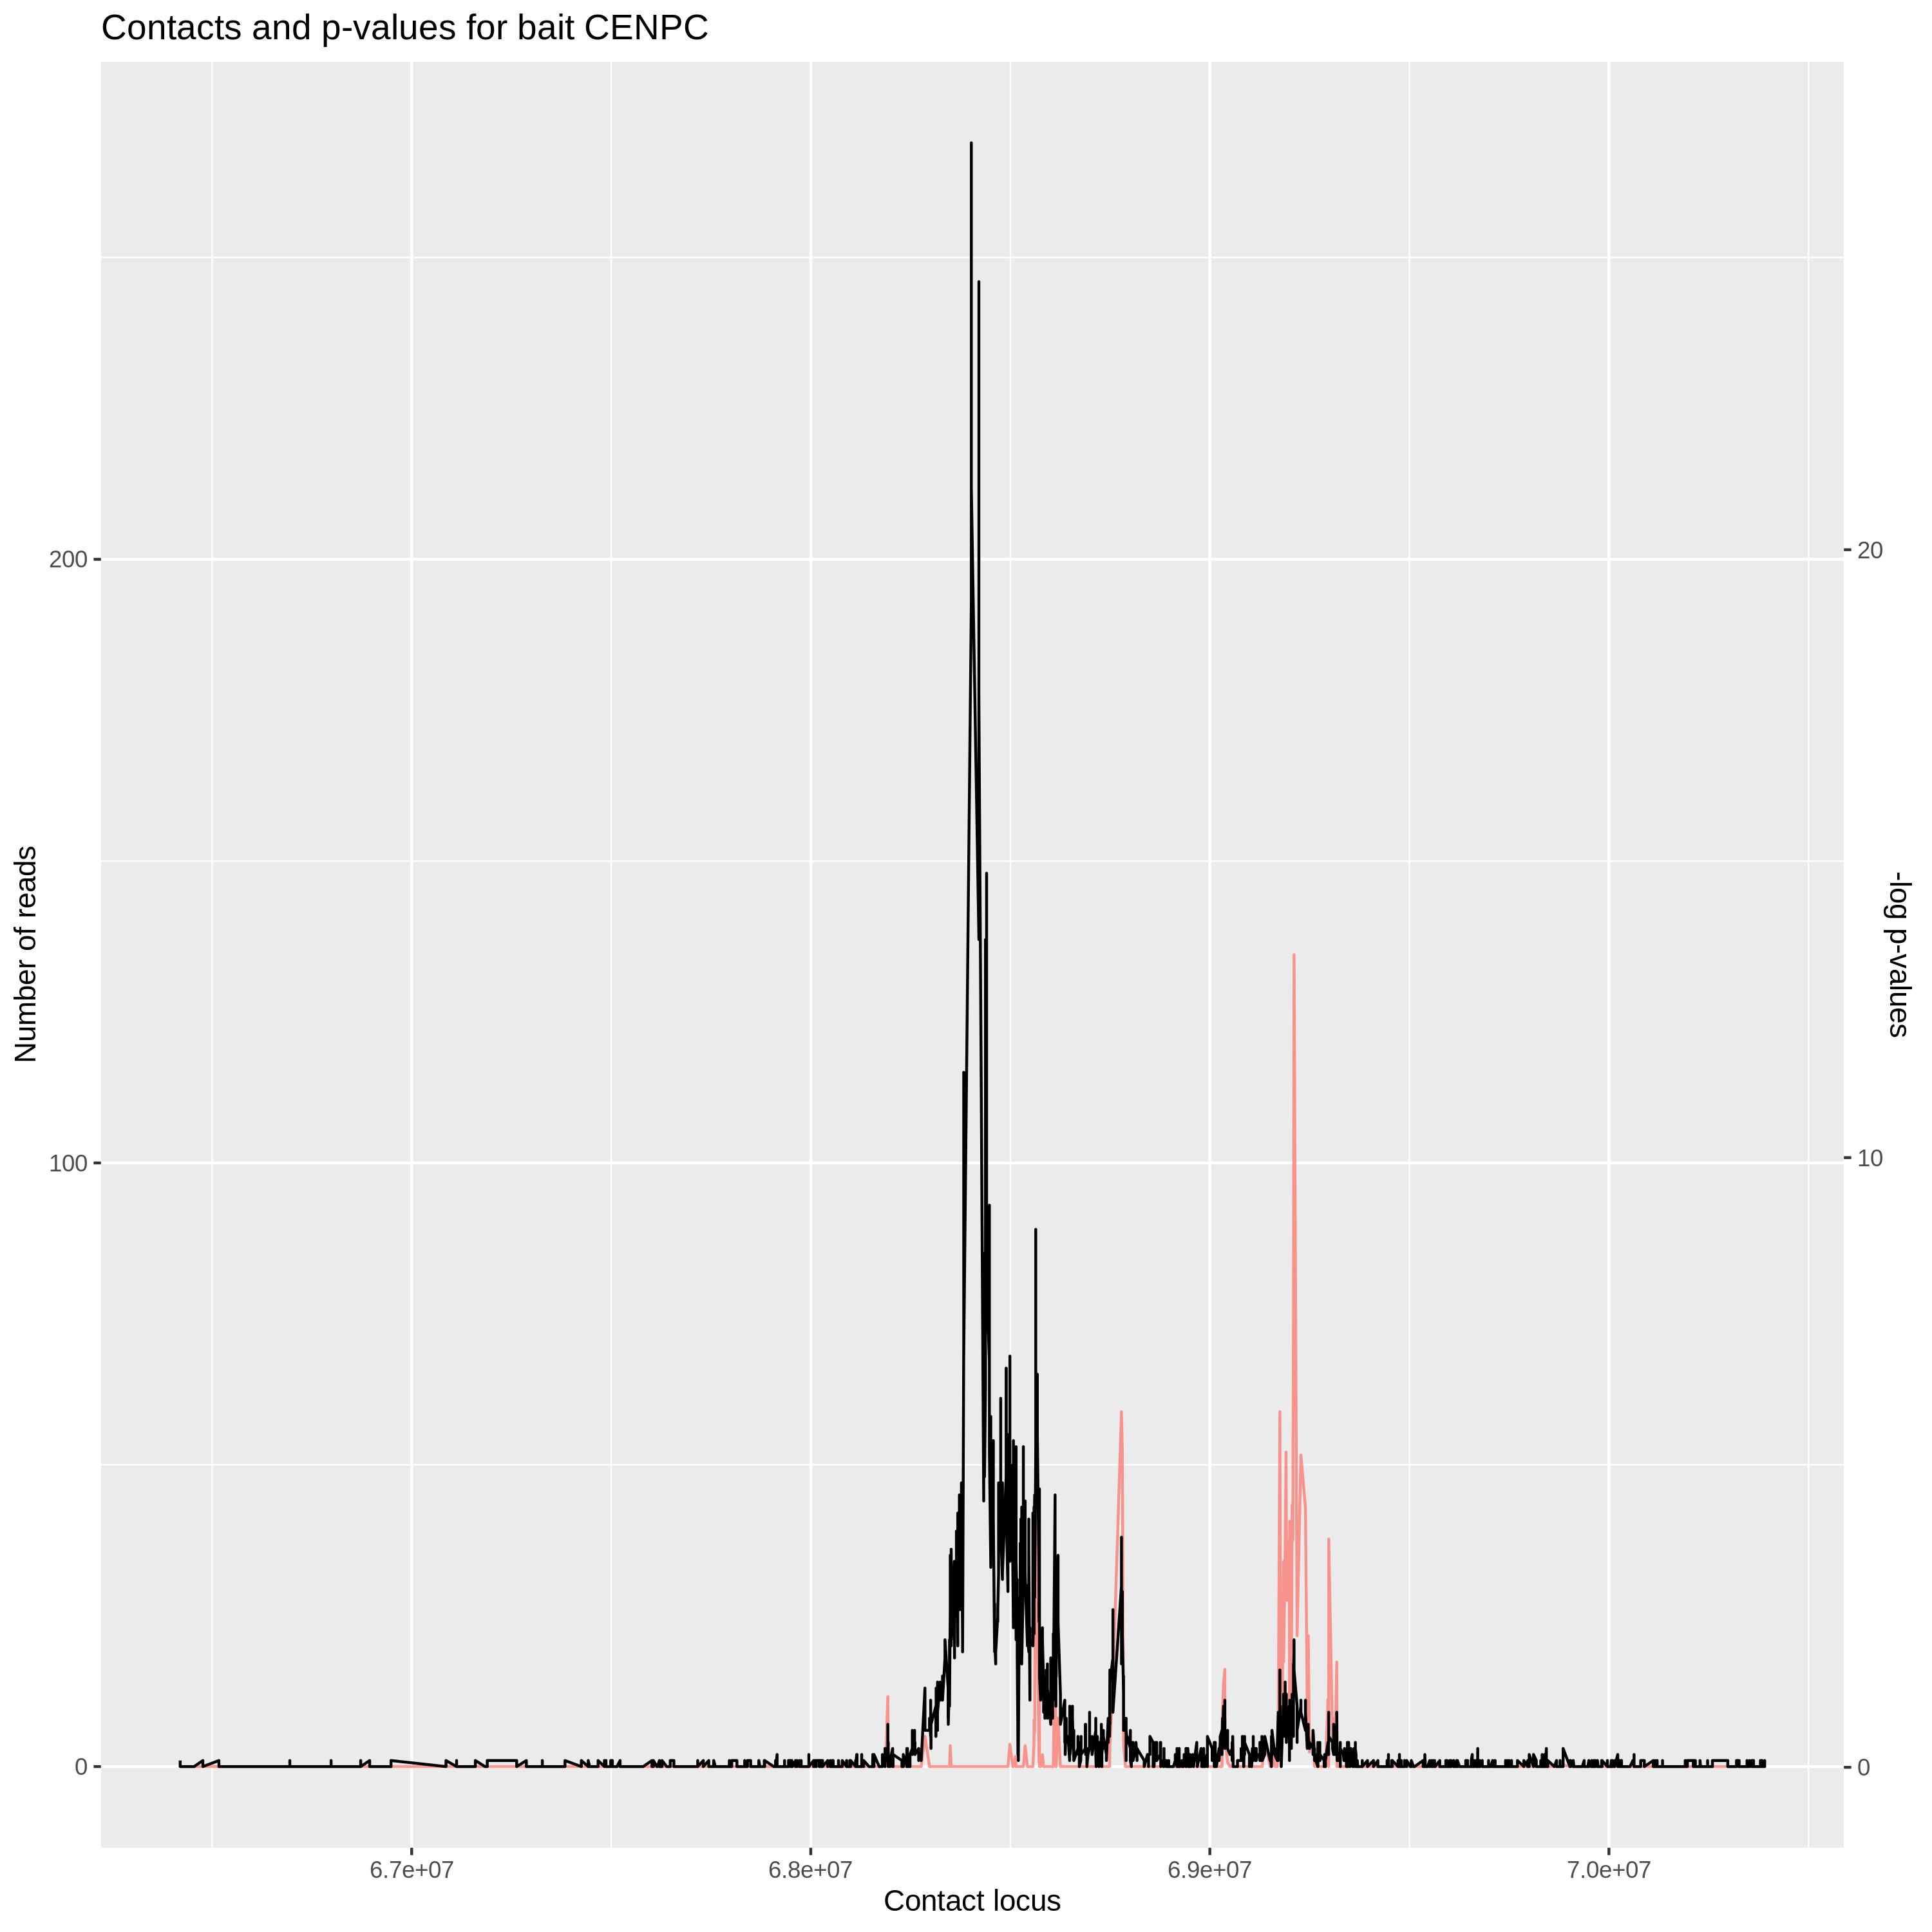 Contacts and p-values for bait CENPC
Number of reads
200
100
0
-log p-values
20
10
0
6.7e+07
6.8e+07
6.9e+07
7.0e+07
Contact locus